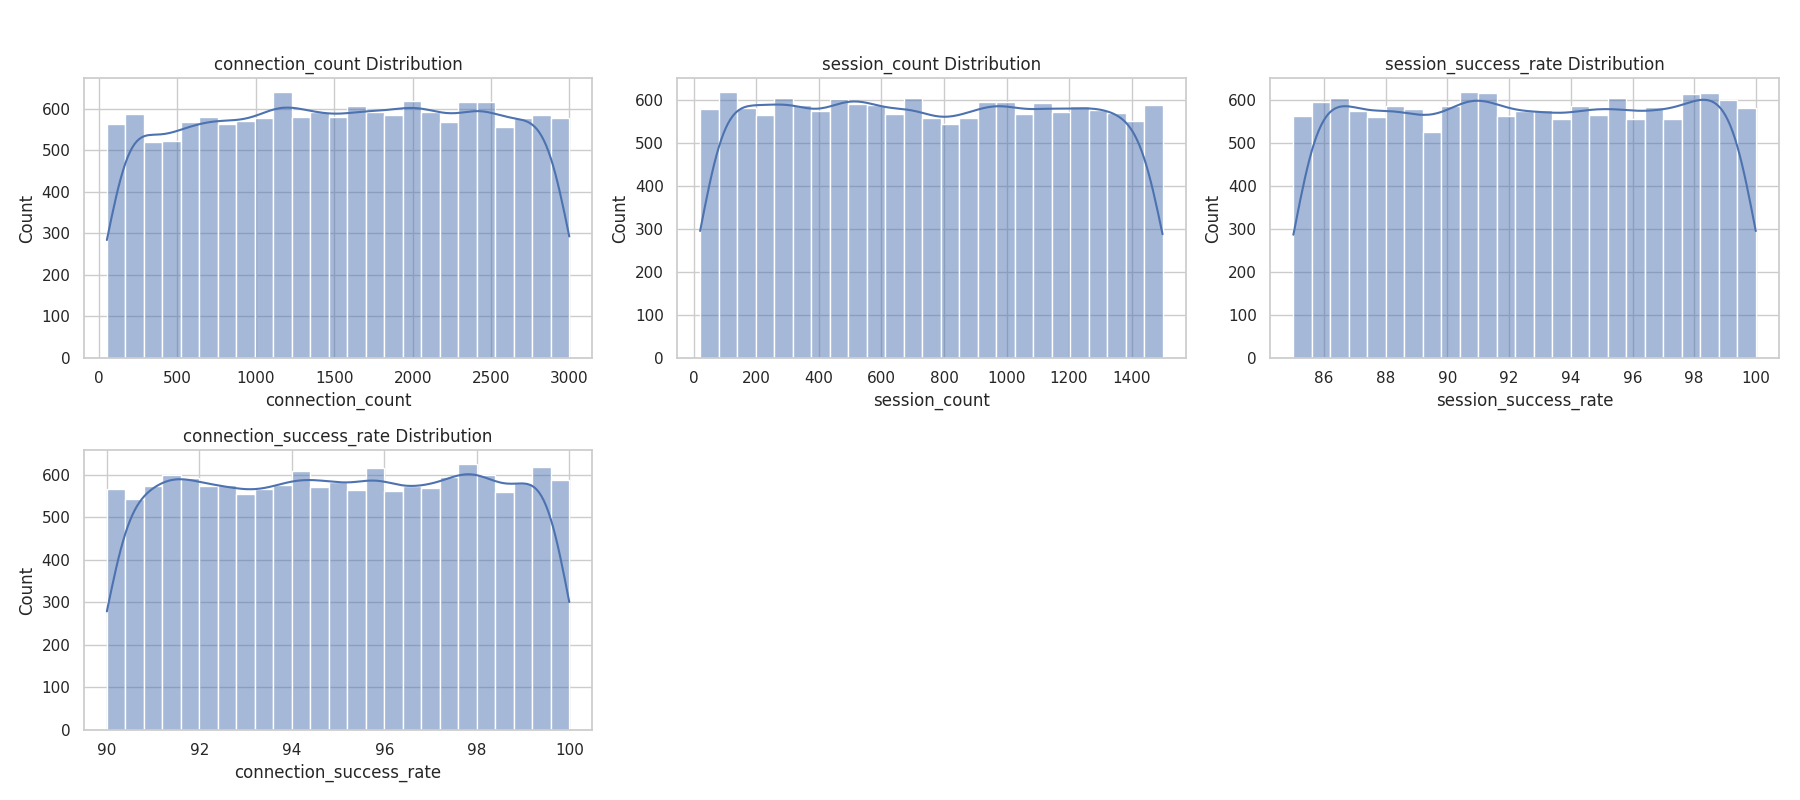 connection_count Distribution
Count
600
500
400
300
200
100
0
0 500 1000 1500 2000 2500 3000
connection_count
session_count Distribution
Count
600
500
400
300
200
100
0
0 200 400 600 800 1000 1200 1400
session_count
session_success_rate Distribution
Count
600
500
400
300
200
100
0
86 88 90 92 94 96 98 100
session_success_rate
connection_success_rate Distribution
Count
600
500
400
300
200
100
0
90 92 94 96 98 100
connection_success_rate